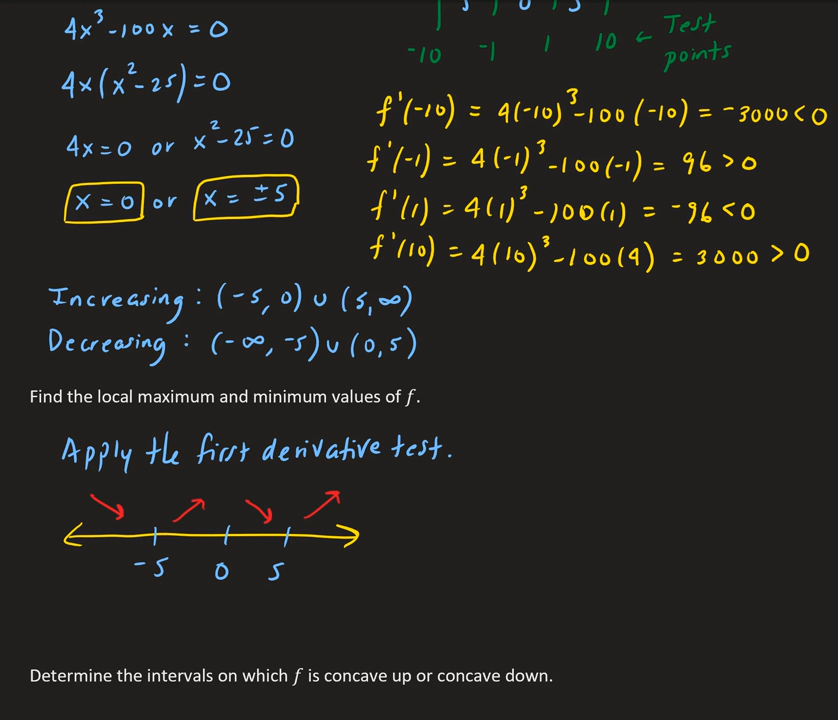 4x³-100x = 0
4x(x²-25)=0
4x=0 or x²-25=0
x = 0 or x = ±5
-10 -1 1 10 ← Test points
f'(-10) = 4(-10)³-100(-10) = -3000<0
f'(-1) = 4(-1)³-100(-1) = 96 >0
f'(1) = 4(1)³-100(1) = -96 <0
f'(10) = 4(10)³-100(4) = 3000 >0
Increasing : (-5, 0) ∪ (5,∞)
Decreasing : (-∞, -5) ∪ (0, 5)
Find the local maximum and minimum values of f.
Apply the first derivative test.
-5 0 5
Determine the intervals on which f is concave up or concave down.